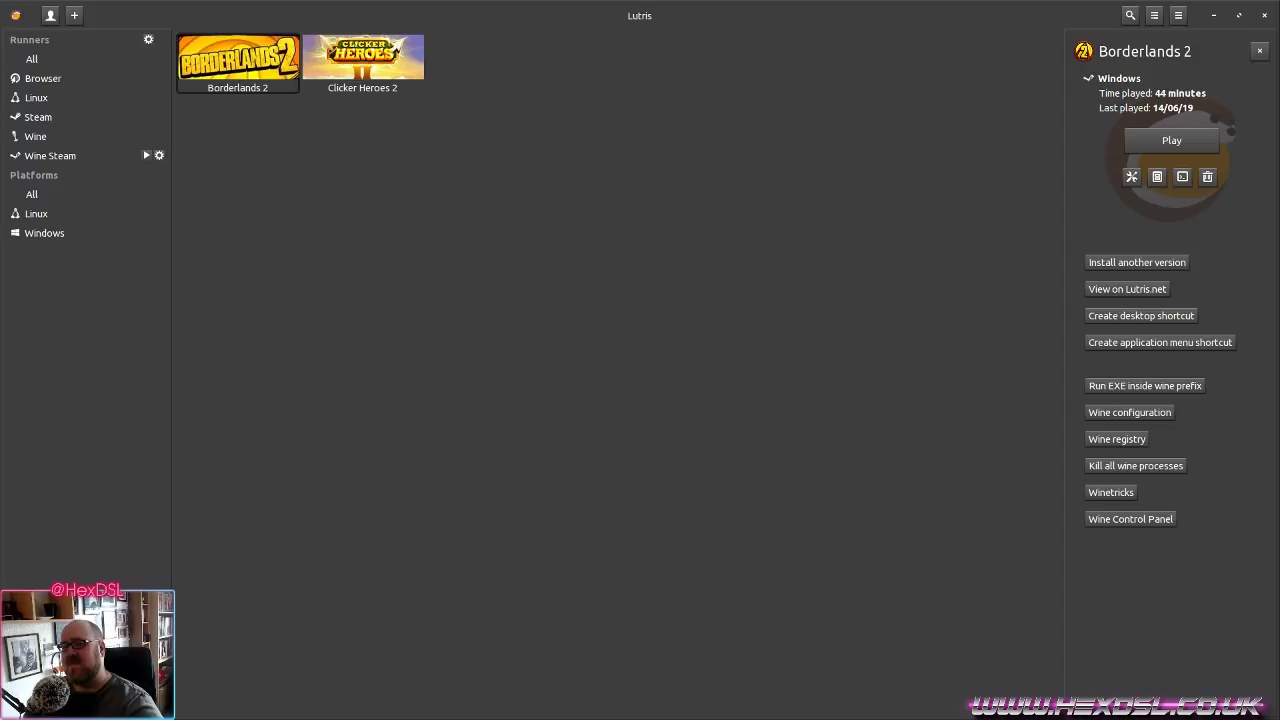 Lutris
Runners
All
Browser
Linux
Steam
Wine
Wine Steam
Platforms
All
Linux
Windows
BORDERLANDS 2
Borderlands 2
CLICKER
HEROES
II
Clicker Heroes 2
Borderlands 2
Windows
Time played: 44 minutes
Last played: 14/06/19
Play
Install another version
View on Lutris.net
Create desktop shortcut
Create application menu shortcut
Run EXE inside wine prefix
Wine configuration
Wine registry
Kill all wine processes
Winetricks
Wine Control Panel
@HexDSL
WWW.HEXDSL.CO.UK